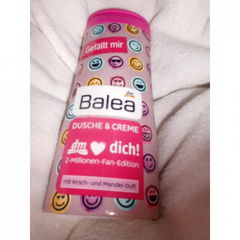 Gefällt mir
Balea
DUSCHE & CREME
dm ♥ dich!
2-Millionen-Fan-Edition
mit Kirsch- und Mandel-Duft